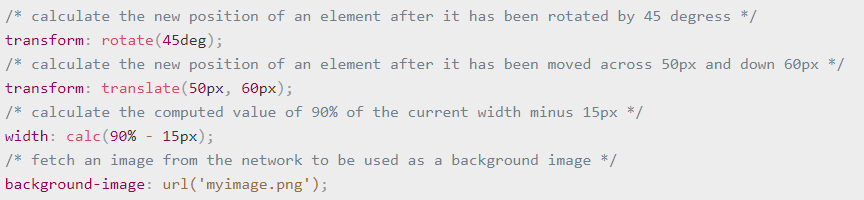 /* calculate the new position of an element after it has been rotated by 45 degress */
transform: rotate(45deg);
/* calculate the new position of an element after it has been moved across 50px and down 60px */
transform: translate(50px, 60px);
/* calculate the computed value of 90% of the current width minus 15px */
width: calc(90% - 15px);
/* fetch an image from the network to be used as a background image */
background-image: url('myimage.png');